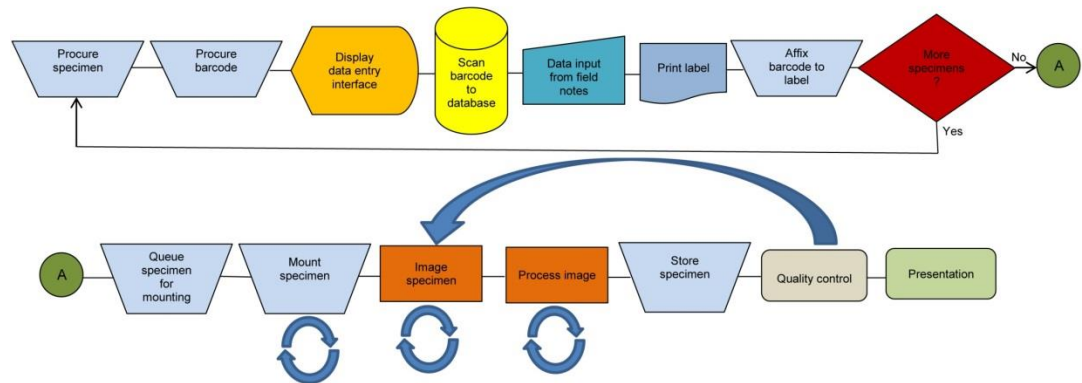 Procure
specimen
Procure
barcode
Display
data entry
interface
Scan
barcode
to
database
Data input
from field
notes
Print label
Affix
barcode to
label
More
specimens
?
No
A
Yes
A
Queue
specimen
for
mounting
Mount
specimen
Image
specimen
Process image
Store
specimen
Quality control
Presentation